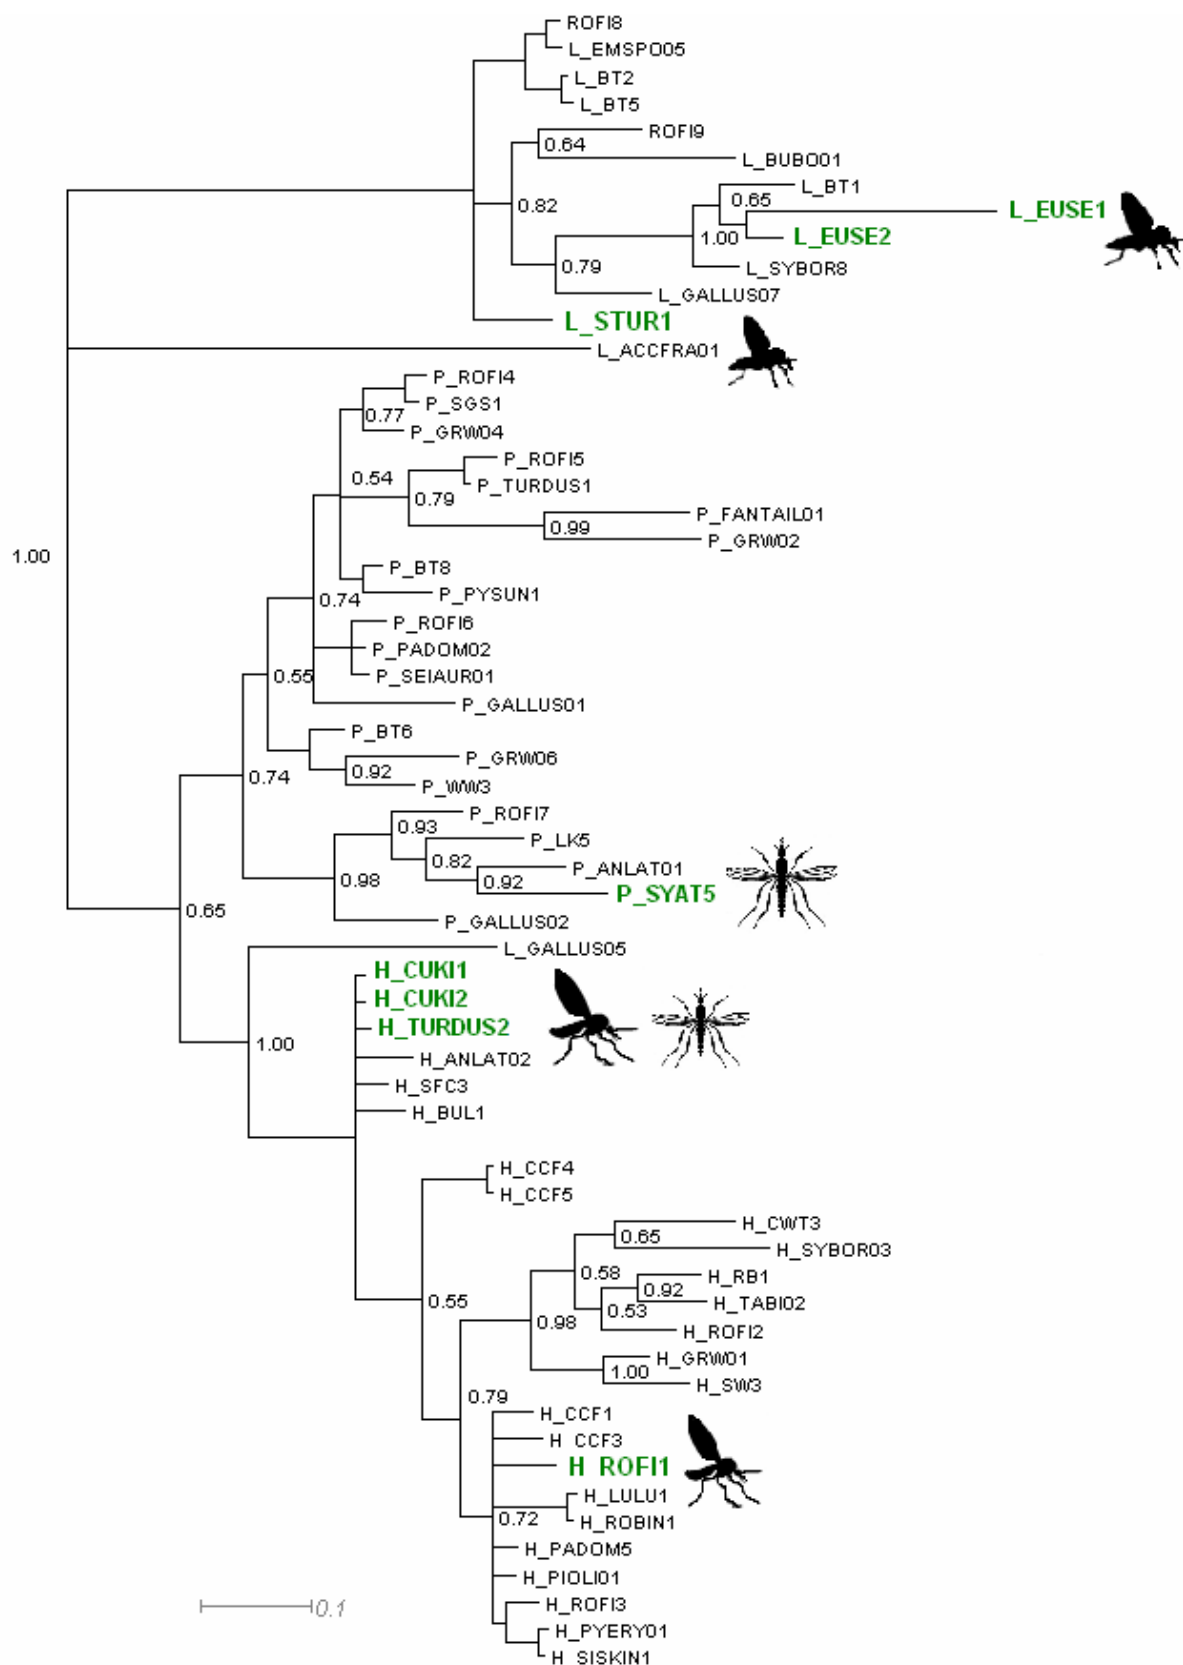 ROFI8
L_EMSPO05
L_BT2
L_BT5
ROFI9
0.64
L_BUBO01
L_BT1
0.65
0.82
L_EUSE1
1.00
L_EUSE2
0.79
L_SYBOR8
L_GALLUS07
L_STUR1
L_ACCFRA01
P_ROFI4
P_SGS1
0.77
P_GRW04
P_ROFI5
0.54
P_TURDUS1
0.79
P_FANTAIL01
0.99
P_GRW02
1.00
P_BT8
P_PYSUN1
0.74
P_ROFI6
P_PADOM02
0.55
P_SEIAUR01
P_GALLUS01
P_BT6
P_GRW06
0.74
0.92
P_WW3
P_ROFI7
0.93
P_LK5
0.82
P_ANLAT01
0.98
0.92
P_SYAT5
0.65
P_GALLUS02
L_GALLUS05
H_CUKI1
H_CUKI2
H_TURDUS2
1.00
H_ANLAT02
H_SFC3
H_BUL1
H_CCF4
H_CCF5
H_CWT3
0.65
H_SYBOR03
0.58
H_RB1
0.92
0.55
H_TABI02
0.53
0.98
H_ROFI2
H_GRW01
1.00
H_SW3
0.79
H_CCF1
H_CCF3
H_ROFI1
H_LULU1
0.72
H_ROBIN1
H_PADOM5
H_PIOLI01
H_ROFI3
0.1
H_PYERY01
H_SISKIN1